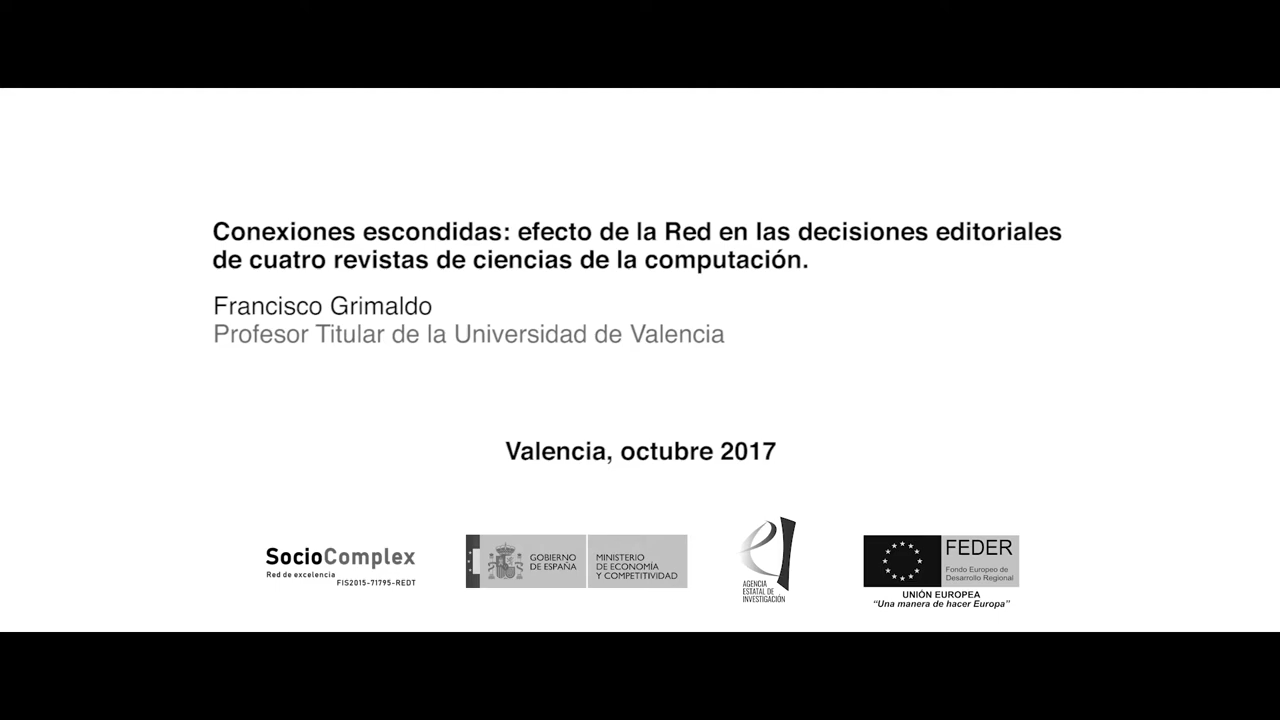 Conexiones escondidas: efecto de la Red en las decisiones editoriales
de cuatro revistas de ciencias de la computación.
Francisco Grimaldo
Profesor Titular de la Universidad de Valencia
Valencia, octubre 2017
SocioComplex
Red de excelencia
FIS2015-71795-REDT
GOBIERNO
DE ESPAÑA
MINISTERIO
DE ECONOMÍA
Y COMPETITIVIDAD
AGENCIA
ESTATAL DE
INVESTIGACIÓN
FEDER
Fondo Europeo de
Desarrollo Regional
UNIÓN EUROPEA
“Una manera de hacer Europa”